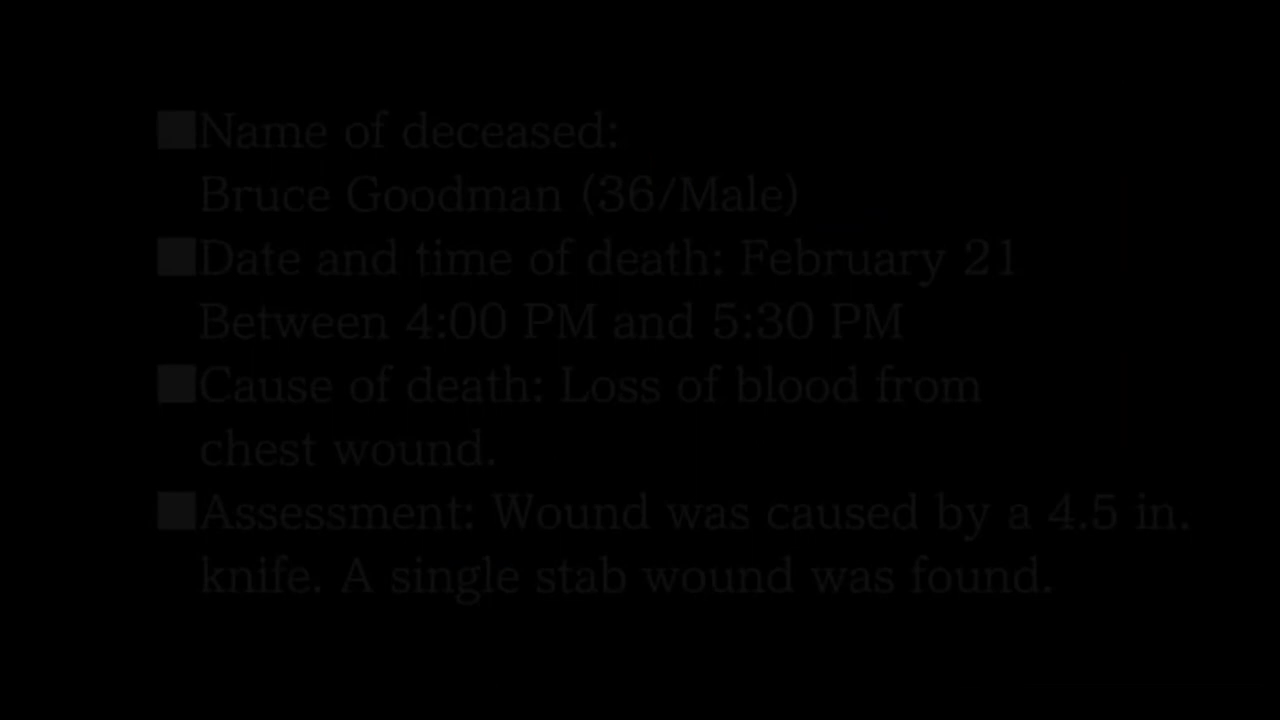 ■Name of deceased:
Bruce Goodman (36/Male)
■Date and time of death: February 21
Between 4:00 PM and 5:30 PM
■Cause of death: Loss of blood from
chest wound.
■Assessment: Wound was caused by a 4.5 in.
knife. A single stab wound was found.